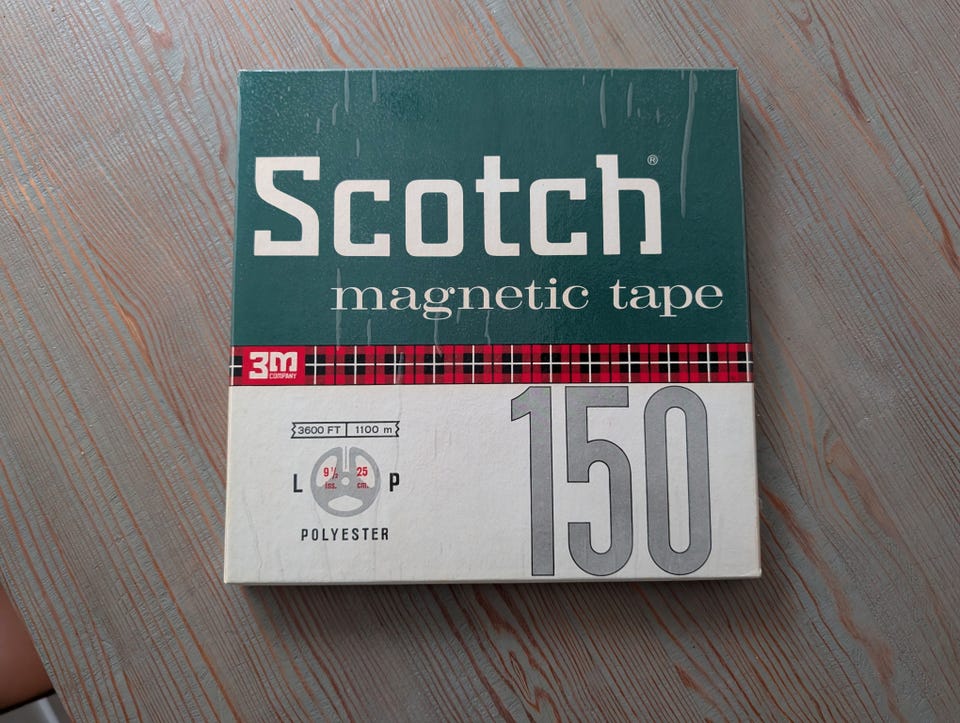 Scotch®
magnetic tape
3M
COMPANY
150
3600 FT 1100 m
L P
9½ 25
ins. cm.
POLYESTER